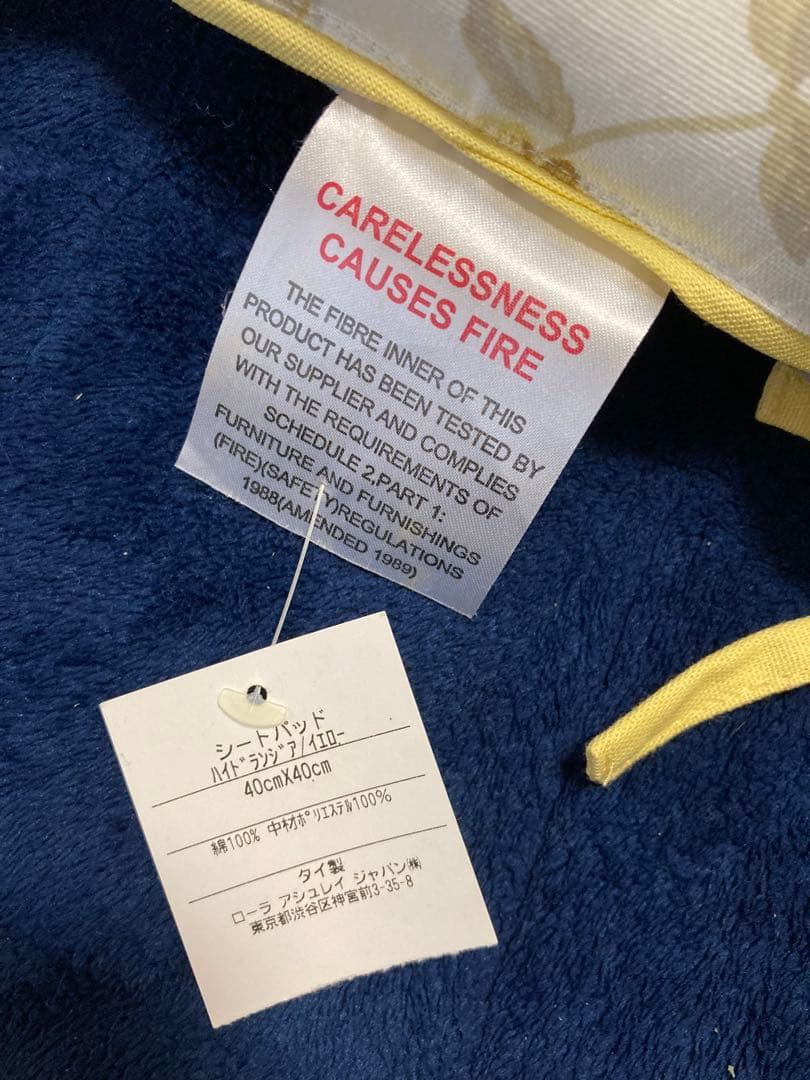 CARELESSNESS
CAUSES FIRE
THE FIBRE INNER OF THIS
PRODUCT HAS BEEN TESTED BY
OUR SUPPLIER AND COMPLIES
WITH THE REQUIREMENTS OF
SCHEDULE 2,PART 1:
FURNITURE AND FURNISHINGS
(FIRE)(SAFETY)REGULATIONS
1988(AMENDED 1989)
シートパッド
ハイドランジア/イエロー
40cmX40cm
綿100% 中材ポリエステル100%
タイ製
ローラ アシュレイ ジャパン㈱
東京都渋谷区神宮前3-35-8